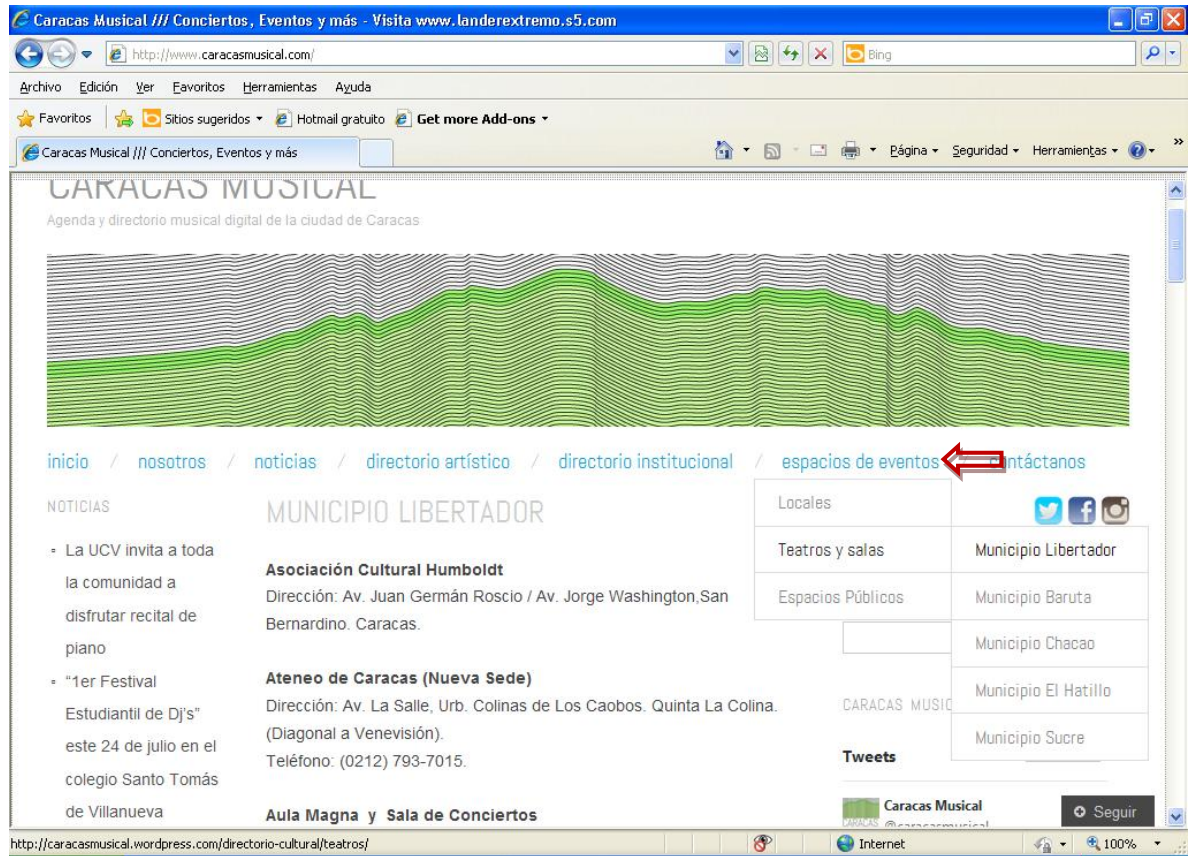 Caracas Musical /// Conciertos, Eventos y más - Visita www.landerextremo.s5.com
http://www.caracasmusical.com/
Bing
Archivo Edición Ver Favoritos Herramientas Ayuda
Favoritos Sitios sugeridos Hotmail gratuito Get more Add-ons
Caracas Musical /// Conciertos, Eventos y más
Página Seguridad Herramientas
CARACAS MUSICAL
Agenda y directorio musical digital de la ciudad de Caracas
inicio / nosotros / noticias / directorio artístico / directorio institucional / espacios de eventos contáctanos
NOTICIAS
La UCV invita a toda
la comunidad a
disfrutar recital de
piano
“1er Festival
Estudiantil de Dj’s”
este 24 de julio en el
colegio Santo Tomás
de Villanueva
MUNICIPIO LIBERTADOR
Asociación Cultural Humboldt
Dirección: Av. Juan Germán Roscio / Av. Jorge Washington,San
Bernardino. Caracas.
Ateneo de Caracas (Nueva Sede)
Dirección: Av. La Salle, Urb. Colinas de Los Caobos. Quinta La Colina.
(Diagonal a Venevisión).
Teléfono: (0212) 793-7015.
Aula Magna y Sala de Conciertos
Locales
Teatros y salas
Espacios Públicos
Municipio Libertador
Municipio Baruta
Municipio Chacao
Municipio El Hatillo
Municipio Sucre
CARACAS MUSIC
Tweets
Caracas Musical
@caracasmusical
Seguir
http://caracasmusical.wordpress.com/directorio-cultural/teatros/
Internet
100%